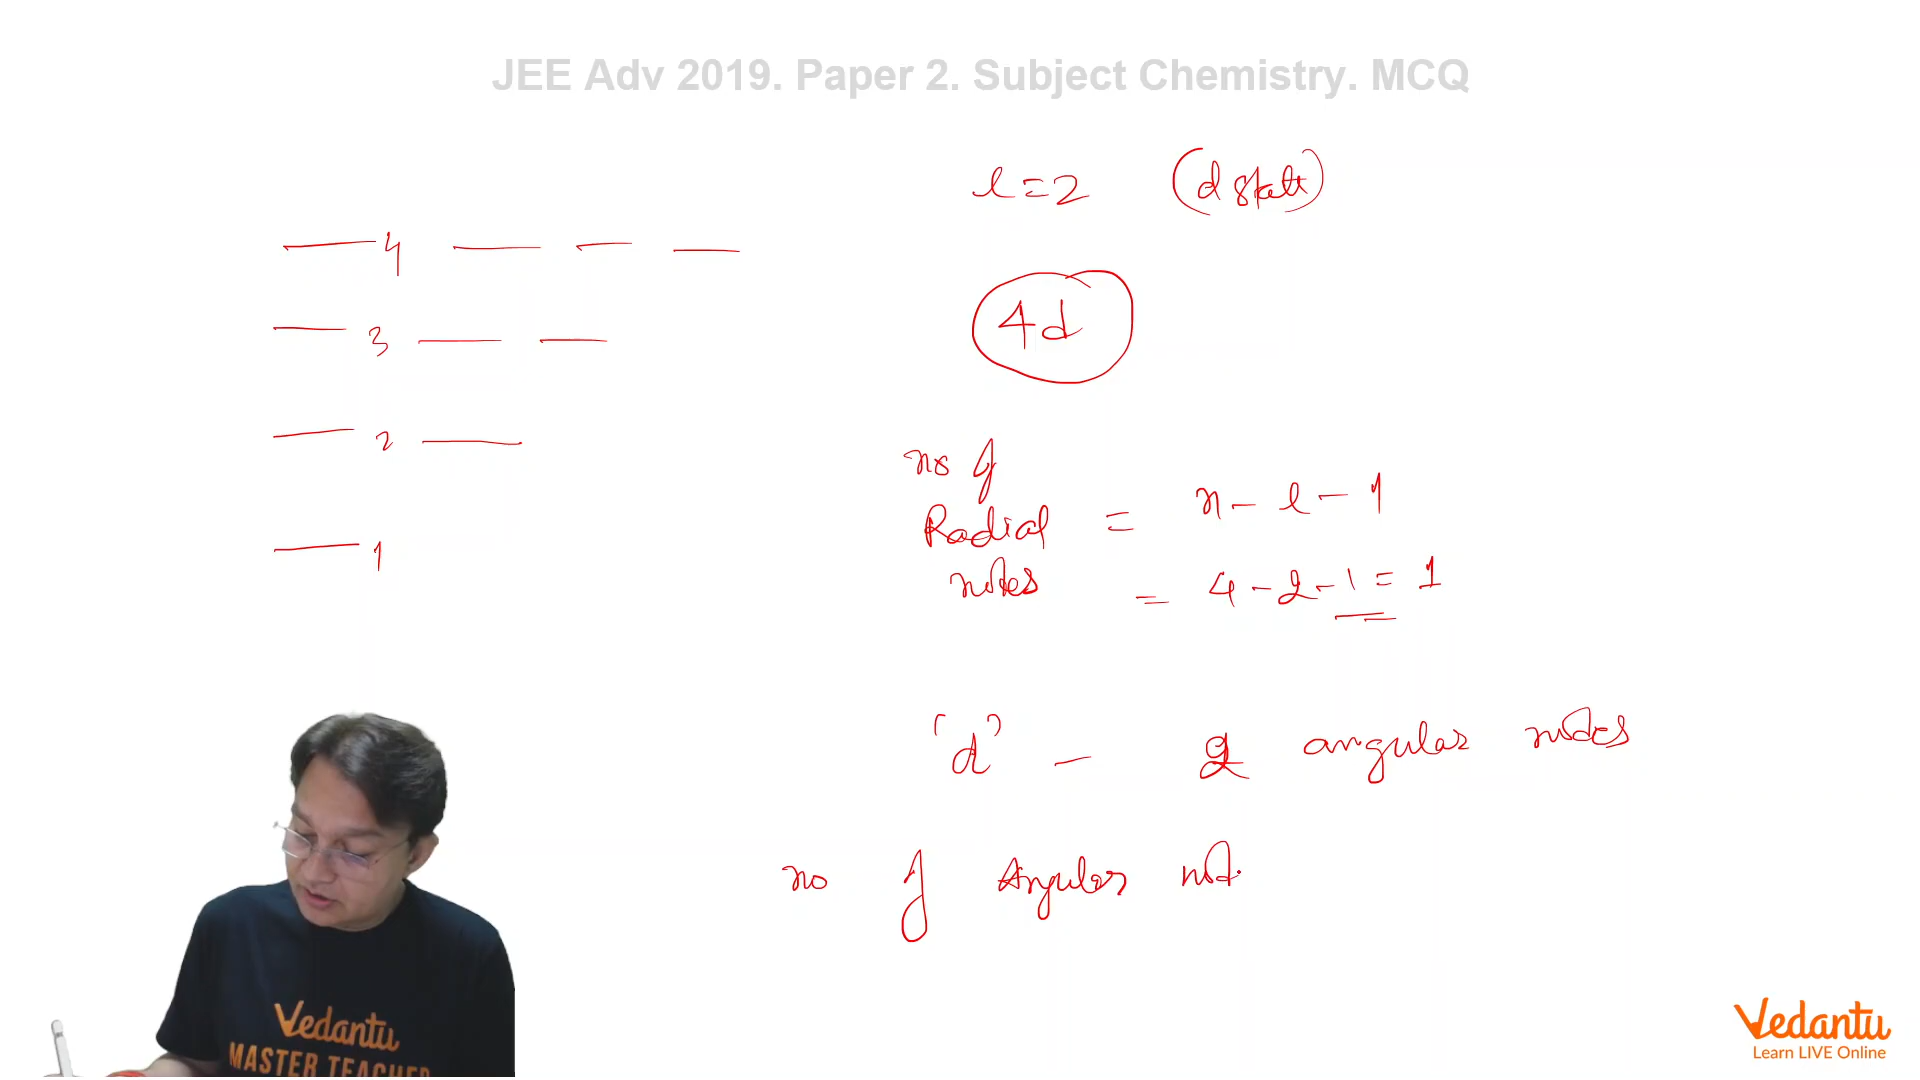 JEE Adv 2019. Paper 2. Subject Chemistry. MCQ
l = 2 (d state)
4
3
2
1
4d
no of
Radial
nodes
= n - l - 1
= 4 - 2 - 1 = 1
'd' - 2 angular nodes
no of Angular nod
Vedantu
MASTER TEACHER
Vedantu
Learn LIVE Online